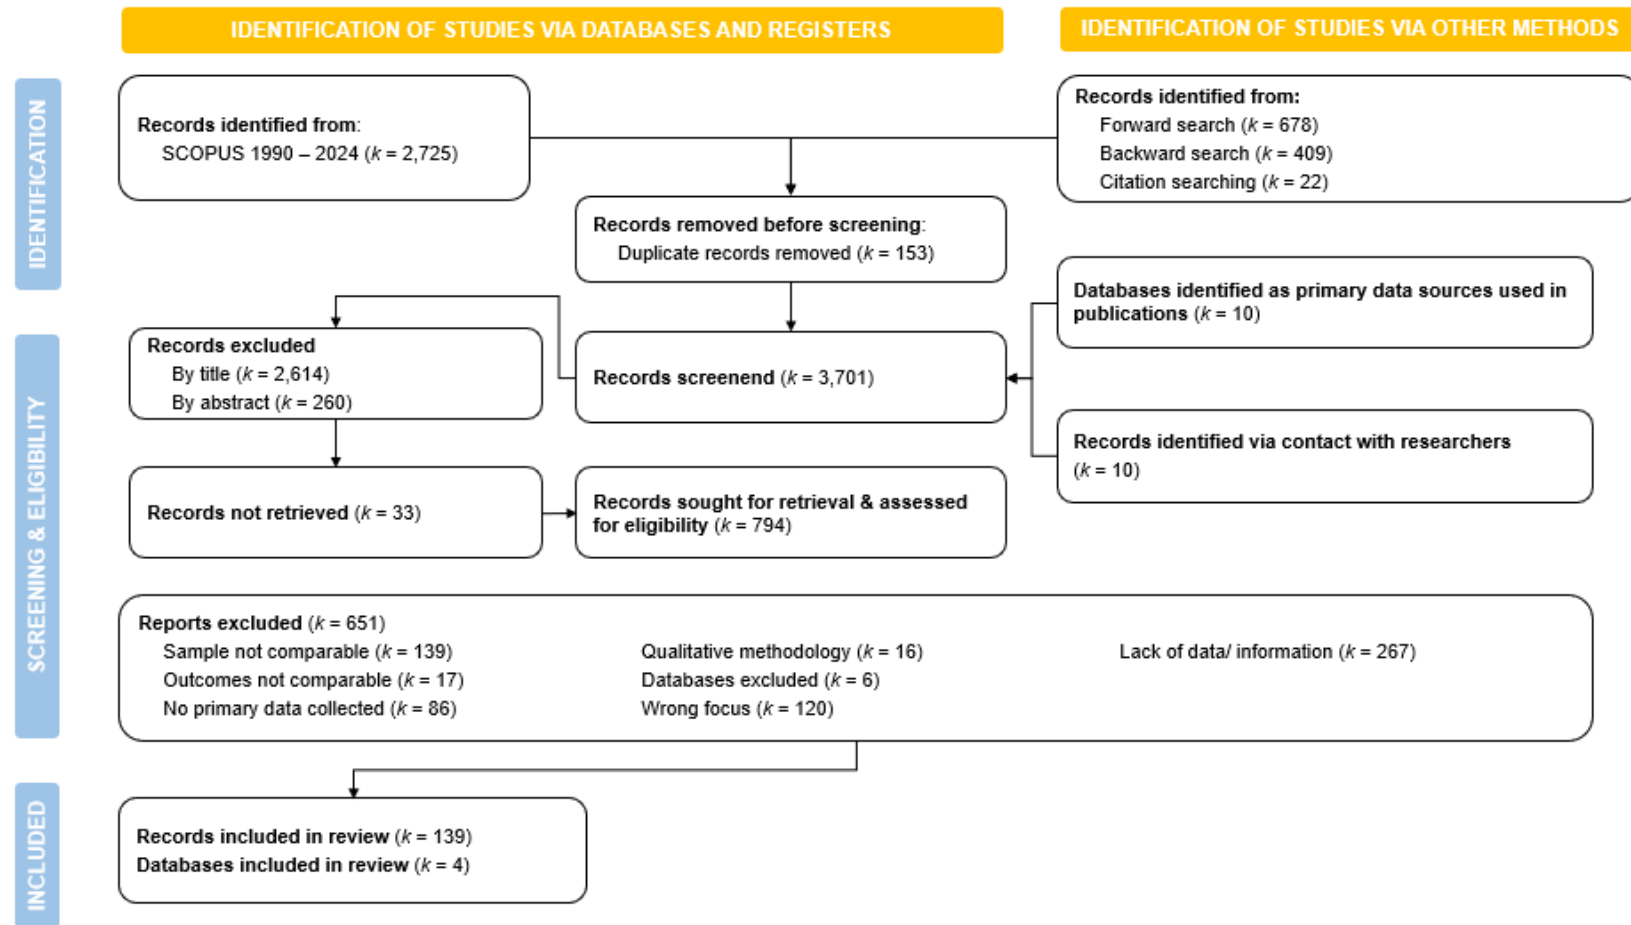 IDENTIFICATION OF STUDIES VIA DATABASES AND REGISTERS
IDENTIFICATION OF STUDIES VIA OTHER METHODS
IDENTIFICATION
Records identified from:
SCOPUS 1990 – 2024 (k = 2,725)
Records identified from:
Forward search (k = 678)
Backward search (k = 409)
Citation searching (k = 22)
Records removed before screening:
Duplicate records removed (k = 153)
Databases identified as primary data sources used in
publications (k = 10)
SCREENING & ELIGIBILITY
Records excluded
By title (k = 2,614)
By abstract (k = 260)
Records screenend (k = 3,701)
Records identified via contact with researchers
(k = 10)
Records not retrieved (k = 33)
Records sought for retrieval & assessed
for eligibility (k = 794)
Reports excluded (k = 651)
Sample not comparable (k = 139)
Outcomes not comparable (k = 17)
No primary data collected (k = 86)
Qualitative methodology (k = 16)
Databases excluded (k = 6)
Wrong focus (k = 120)
Lack of data/ information (k = 267)
INCLUDED
Records included in review (k = 139)
Databases included in review (k = 4)